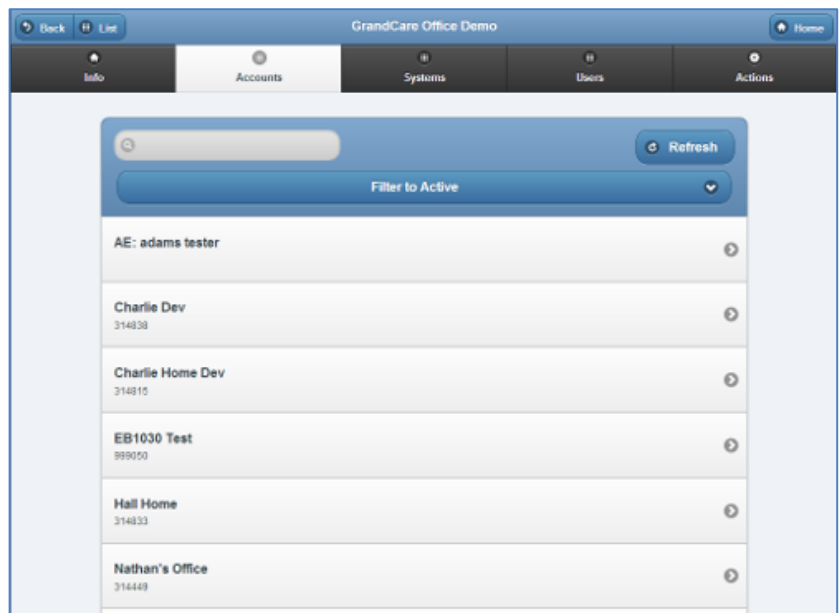 Back
List
GrandCare Office Demo
Home
Info
Accounts
Systems
Users
Actions
Refresh
Filter to Active
AE: adams tester
Charlie Dev
314838
Charlie Home Dev
314815
EB1030 Test
999050
Hall Home
314833
Nathan's Office
314449